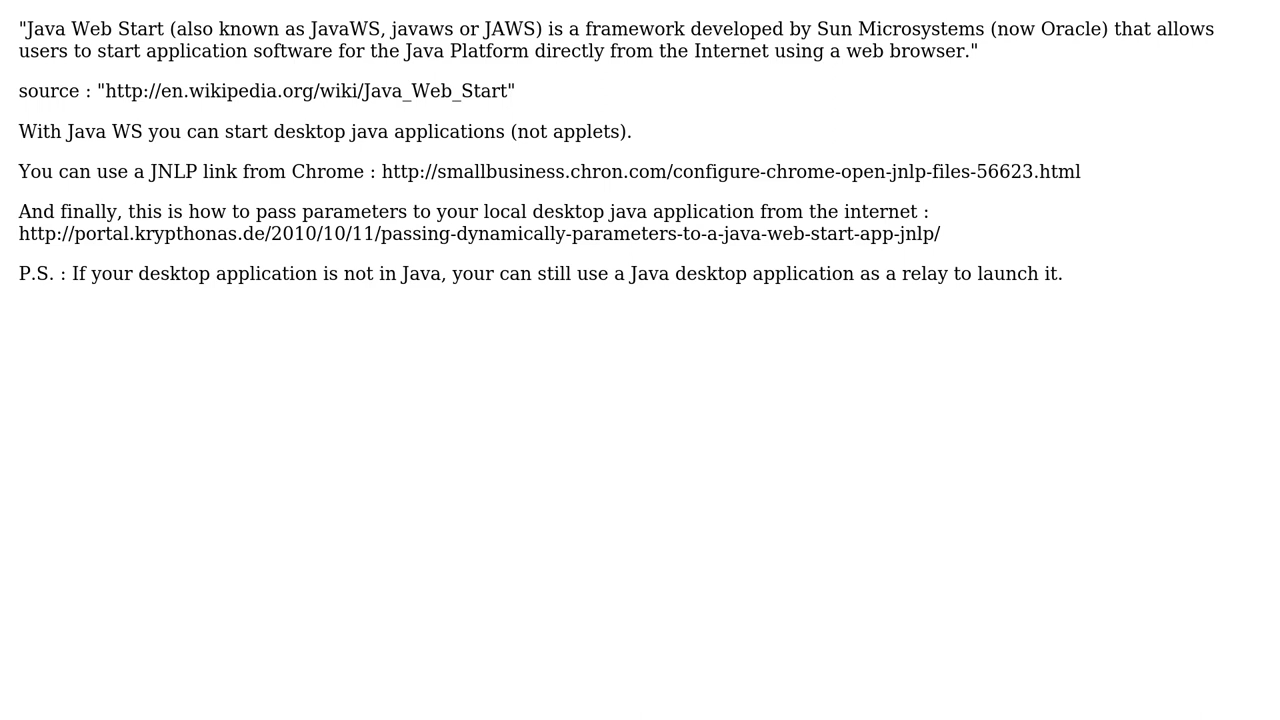 "Java Web Start (also known as JavaWS, javaws or JAWS) is a framework developed by Sun Microsystems (now Oracle) that allows
users to start application software for the Java Platform directly from the Internet using a web browser."
source : "http://en.wikipedia.org/wiki/Java_Web_Start"
With Java WS you can start desktop java applications (not applets).
You can use a JNLP link from Chrome : http://smallbusiness.chron.com/configure-chrome-open-jnlp-files-56623.html
And finally, this is how to pass parameters to your local desktop java application from the internet :
http://portal.krypthonas.de/2010/10/11/passing-dynamically-parameters-to-a-java-web-start-app-jnlp/
P.S. : If your desktop application is not in Java, your can still use a Java desktop application as a relay to launch it.